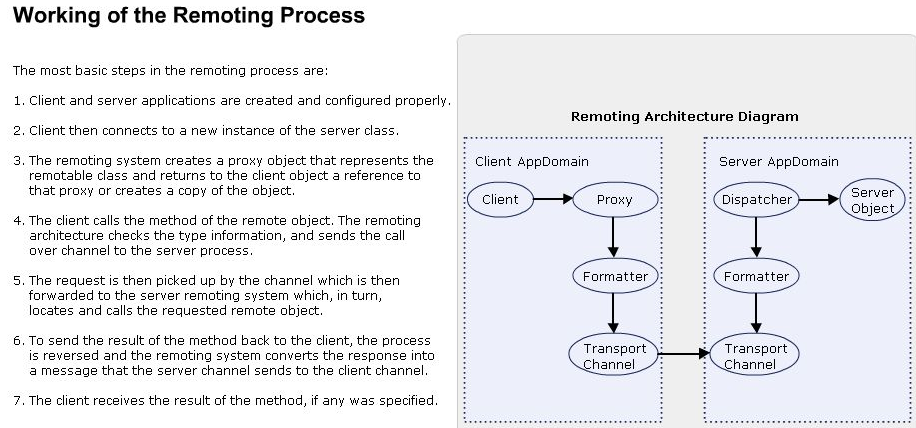 Working of the Remoting Process
The most basic steps in the remoting process are:
1. Client and server applications are created and configured properly.
2. Client then connects to a new instance of the server class.
3. The remoting system creates a proxy object that represents the
remotable class and returns to the client object a reference to
that proxy or creates a copy of the object.
4. The client calls the method of the remote object. The remoting
architecture checks the type information, and sends the call
over channel to the server process.
5. The request is then picked up by the channel which is then
forwarded to the server remoting system which, in turn,
locates and calls the requested remote object.
6. To send the result of the method back to the client, the process
is reversed and the remoting system converts the response into
a message that the server channel sends to the client channel.
7. The client receives the result of the method, if any was specified.
Remoting Architecture Diagram
Client AppDomain
Client
Proxy
Formatter
Transport
Channel
Server AppDomain
Dispatcher
Server
Object
Formatter
Transport
Channel